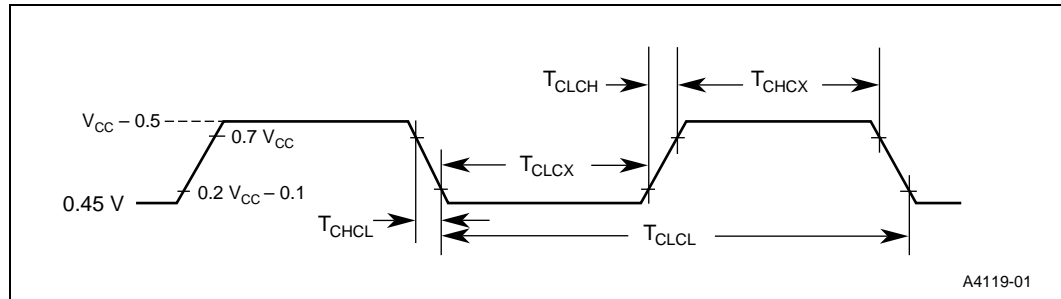 T_CLCH
T_CHCX
V_CC – 0.5
0.7 V_CC
T_CLCX
0.2 V_CC – 0.1
0.45 V
T_CHCL
T_CLCL
A4119-01